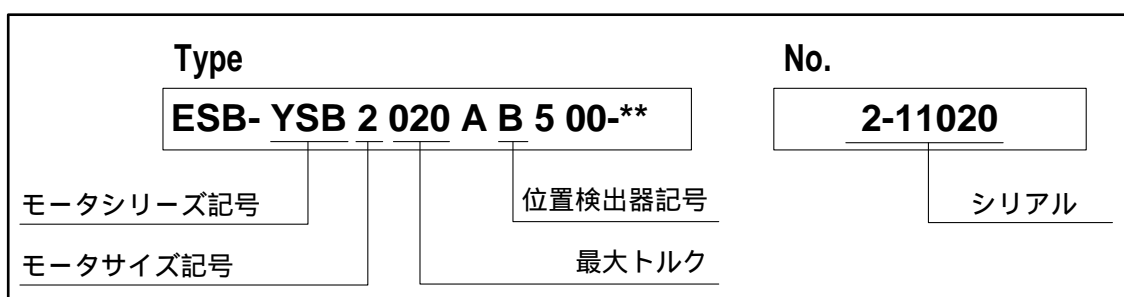 Type No.
ESB- YSB 2 020 A B 5 00-** 2-11020
モータシリーズ記号 位置検出器記号 シリアル
モータサイズ記号 最大トルク